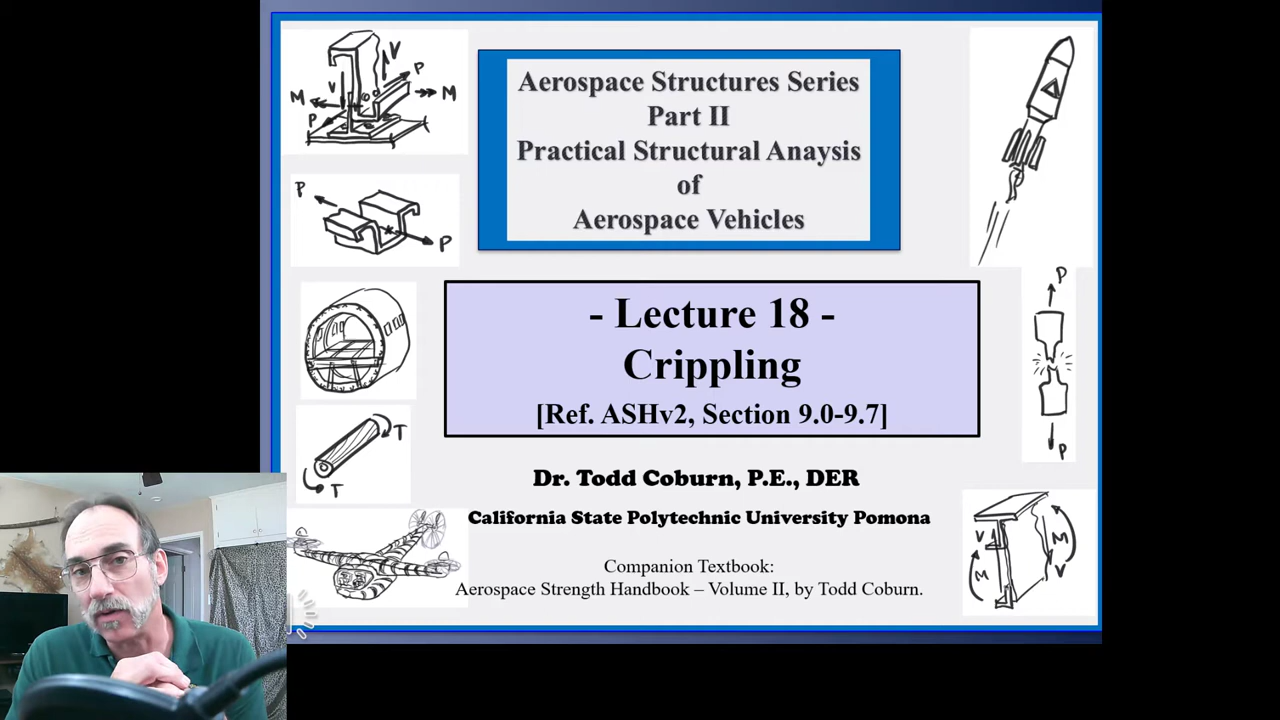 Aerospace Structures Series
Part II
Practical Structural Anaysis
of
Aerospace Vehicles
- Lecture 18 -
Crippling
[Ref. ASHv2, Section 9.0-9.7]
Dr. Todd Coburn, P.E., DER
California State Polytechnic University Pomona
Companion Textbook:
Aerospace Strength Handbook – Volume II, by Todd Coburn.
V
P
M
V
M
P
P
P
T
T
P
P
V
M
M
V